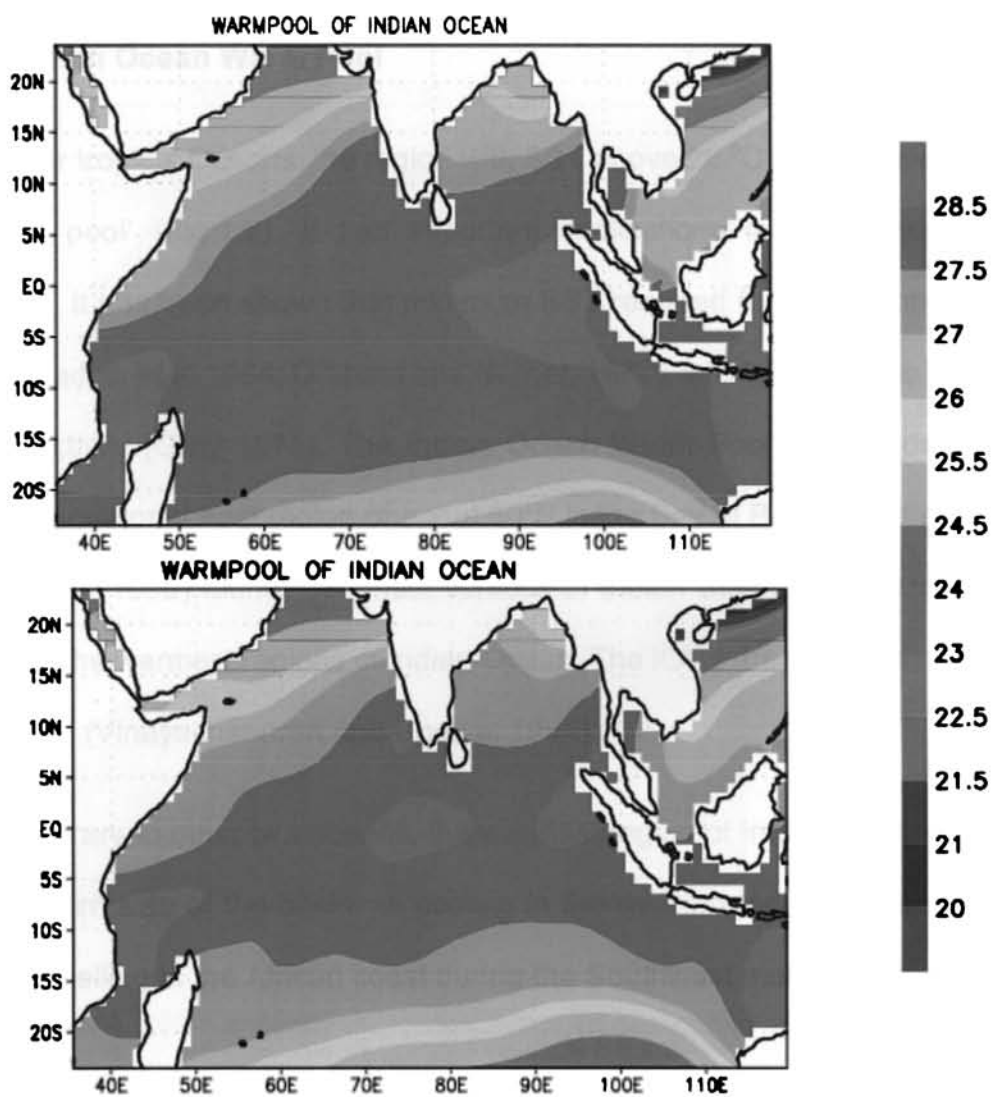 WARMPOOL OF INDIAN OCEAN
20N
15N
10N
5N
EQ
5S
10S
15S
20S
40E 50E 60E 70E 80E 90E 100E 110E
WARMPOOL OF INDIAN OCEAN
20N
15N
10N
5N
EQ
5S
10S
15S
20S
40E 50E 60E 70E 80E 90E 100E 110E
28.5
27.5
27
26
25.5
24.5
24
23
22.5
21.5
21
20